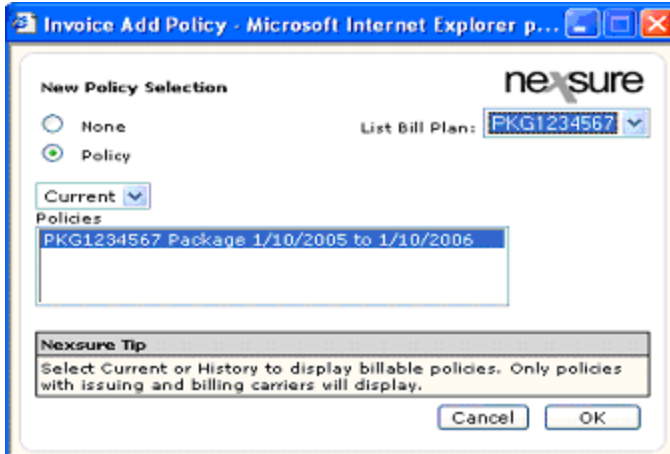 Invoice Add Policy - Microsoft Internet Explorer p...
nexsure
New Policy Selection
None
List Bill Plan: PKG1234567
Policy
Current
Policies
PKG1234567 Package 1/10/2005 to 1/10/2006
Nexsure Tip
Select Current or History to display billable policies. Only policies
with issuing and billing carriers will display.
Cancel OK